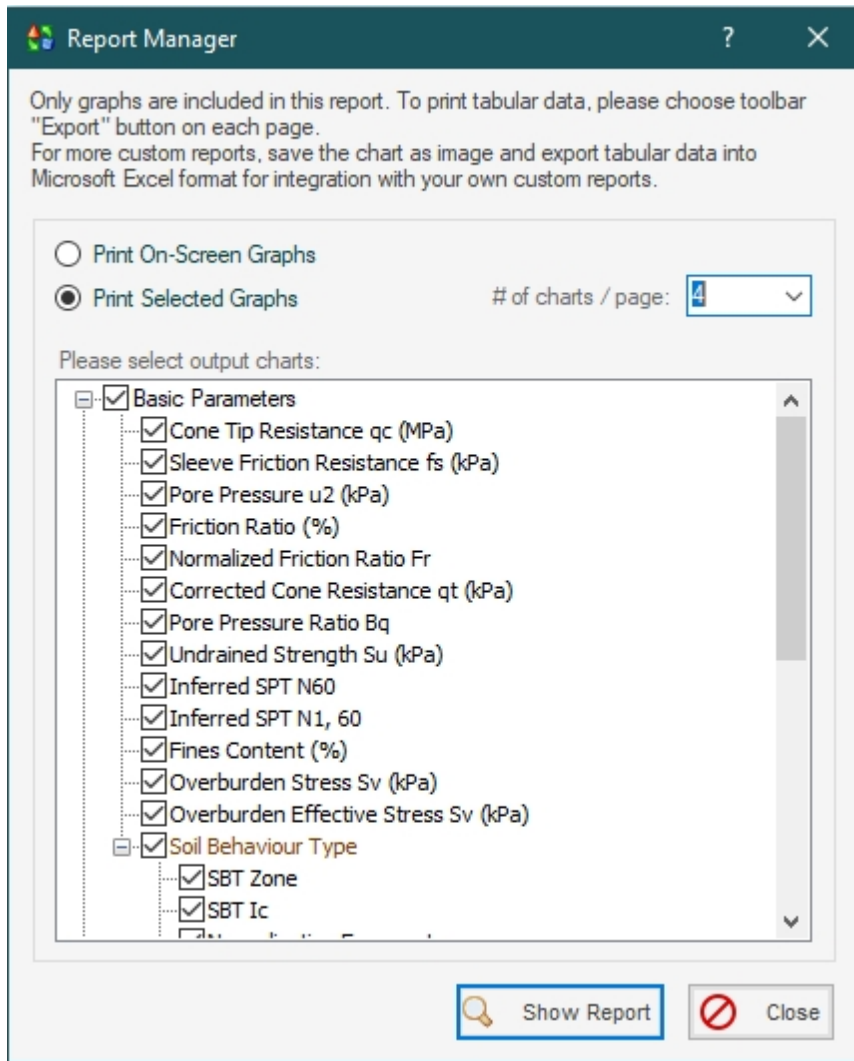 Report Manager
?
Only graphs are included in this report. To print tabular data, please choose toolbar
"Export" button on each page.
For more custom reports, save the chart as image and export tabular data into
Microsoft Excel format for integration with your own custom reports.
Print On-Screen Graphs
Print Selected Graphs
# of charts / page: 4
Please select output charts:
Basic Parameters
Cone Tip Resistance qc (MPa)
Sleeve Friction Resistance fs (kPa)
Pore Pressure u2 (kPa)
Friction Ratio (%)
Normalized Friction Ratio Fr
Corrected Cone Resistance qt (kPa)
Pore Pressure Ratio Bq
Undrained Strength Su (kPa)
Inferred SPT N60
Inferred SPT N1, 60
Fines Content (%)
Overburden Stress Sv (kPa)
Overburden Effective Stress Sv (kPa)
Soil Behaviour Type
SBT Zone
SBT Ic
Show Report
Close